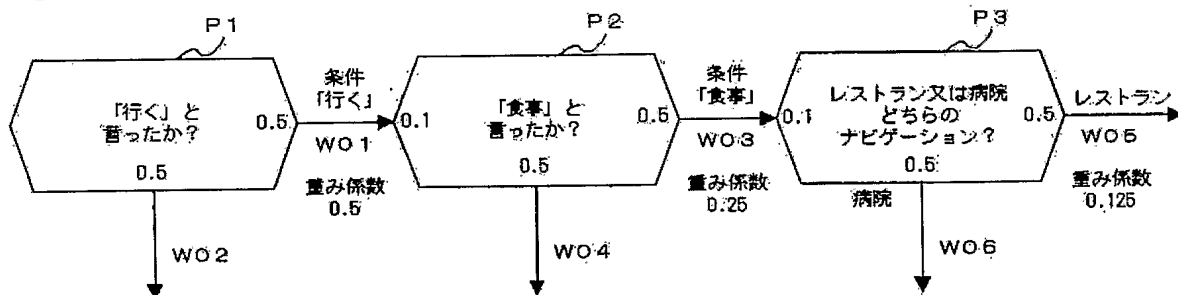 P1
「行く」と
言ったか?
0.5
0.5
条件
「行く」
WO1
重み係数
0.5
WO2
P2
0.1
「食事」と
言ったか?
0.5
0.5
条件
「食事」
WO3
重み係数
0.25
WO4
P3
0.1
レストラン又は病院
どちらの
ナビゲーション?
0.5
0.5
レストラン
WO5
重み係数
0.125
病院
WO6